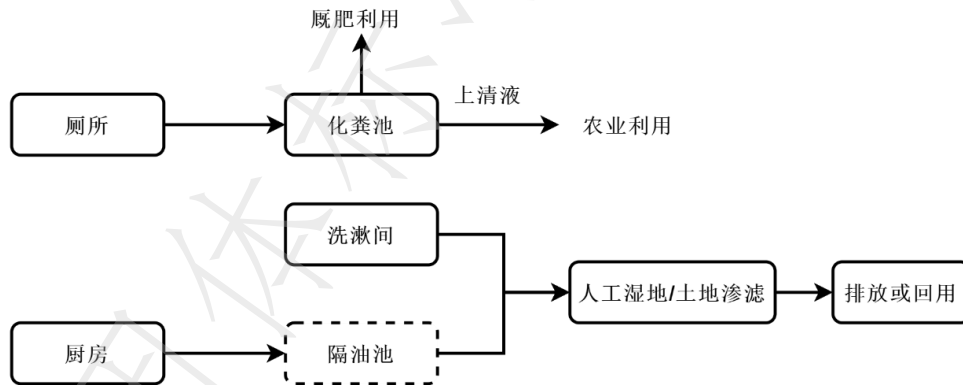 厩肥利用
上清液
厕所
化粪池
农业利用
洗漱间
人工湿地/土地渗滤
排放或回用
厨房
隔油池